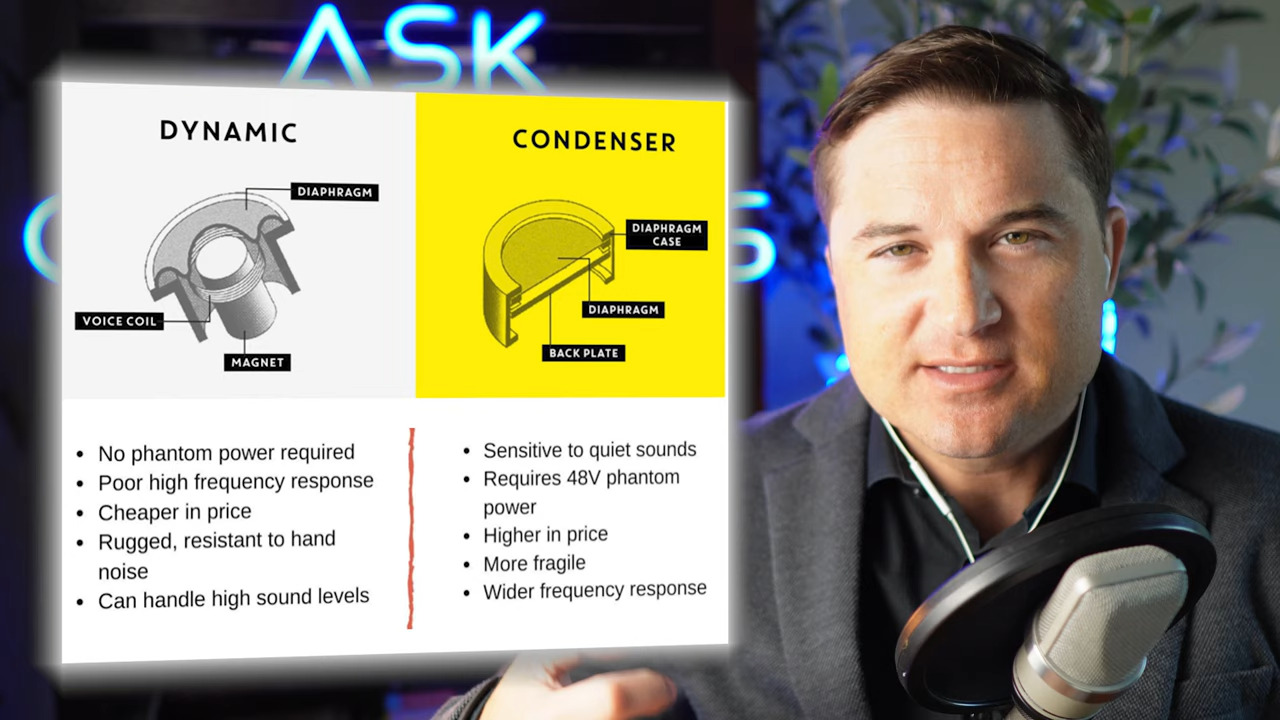 ASK
DYNAMIC
DIAPHRAGM
VOICE COIL
MAGNET
CONDENSER
DIAPHRAGM
CASE
DIAPHRAGM
BACK PLATE
• No phantom power required
• Poor high frequency response
• Cheaper in price
• Rugged, resistant to hand
noise
• Can handle high sound levels
• Sensitive to quiet sounds
• Requires 48V phantom
power
• Higher in price
• More fragile
• Wider frequency response